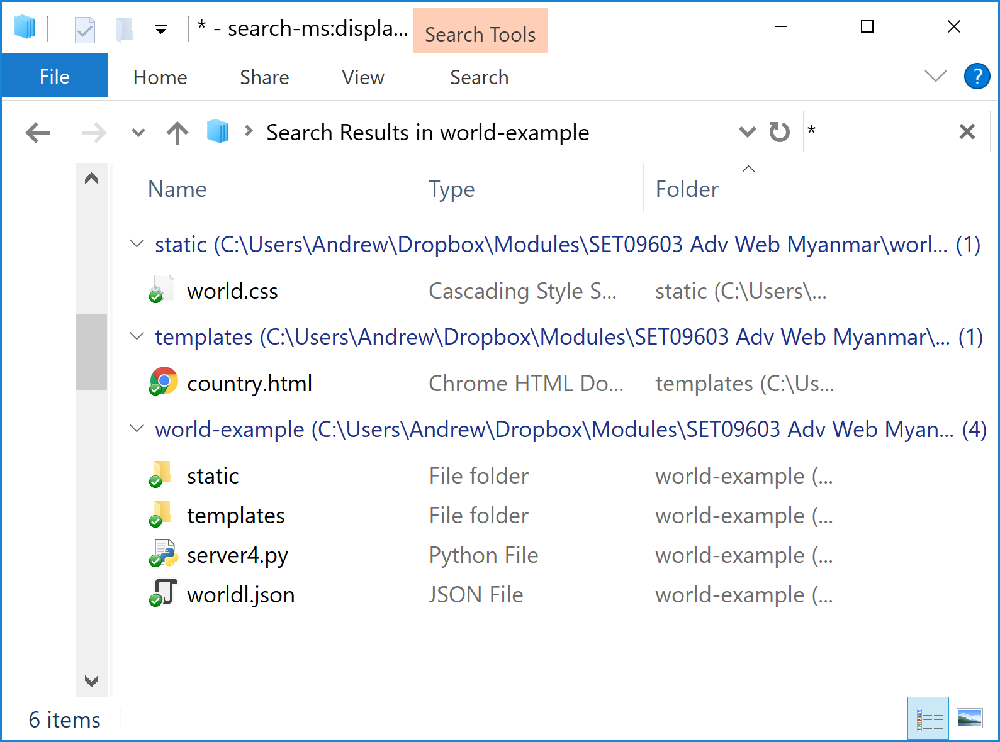 * - search-ms:displa...
Search Tools
File Home Share View Search
?
Search Results in world-example
*
Name Type Folder
static (C:\Users\Andrew\Dropbox\Modules\SET09603 Adv Web Myanmar\worl... (1)
world.css Cascading Style S... static (C:\Users\...
templates (C:\Users\Andrew\Dropbox\Modules\SET09603 Adv Web Myanmar\... (1)
country.html Chrome HTML Do... templates (C:\Us...
world-example (C:\Users\Andrew\Dropbox\Modules\SET09603 Adv Web Myan... (4)
static File folder world-example (...
templates File folder world-example (...
server4.py Python File world-example (...
worldl.json JSON File world-example (...
6 items